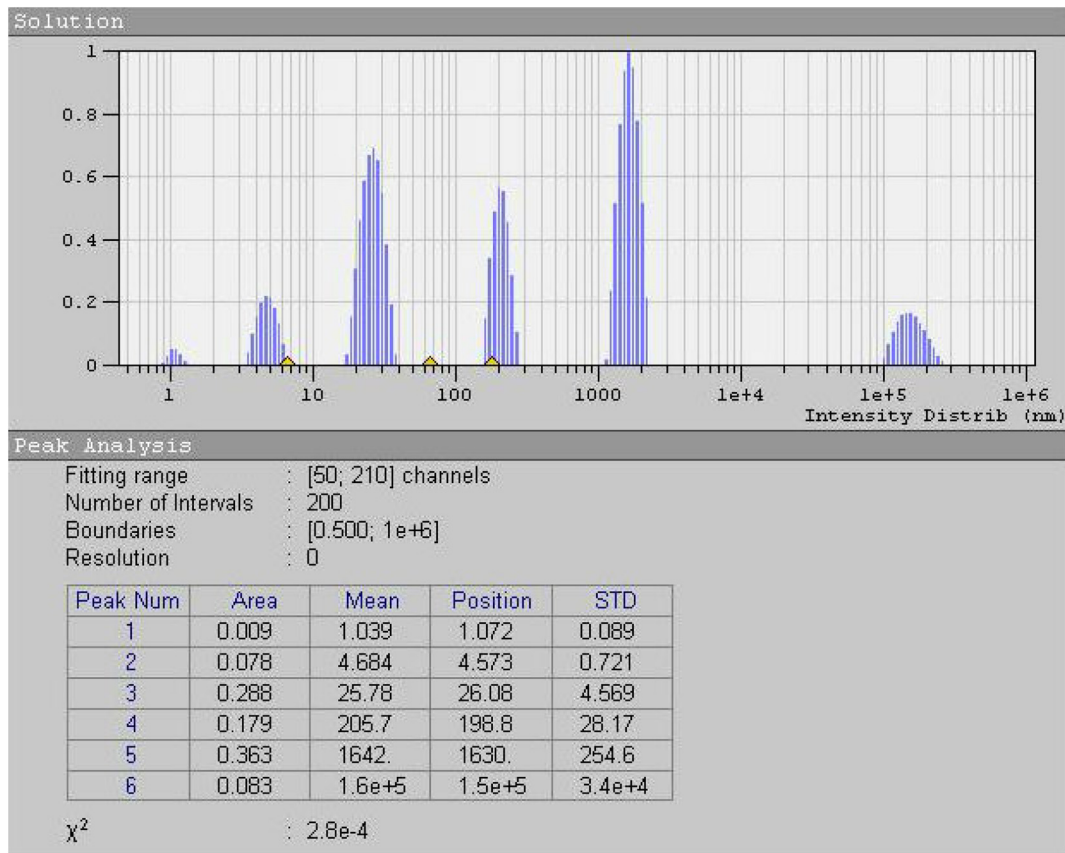 Solution
1
0.8
0.6
0.4
0.2
0
1 10 100 1000 1e+4 1e+5 1e+6
Intensity Distrib (nm)
Peak Analysis
Fitting range : [50; 210] channels
Number of Intervals : 200
Boundaries : [0.500; 1e+6]
Resolution : 0
Peak Num Area Mean Position STD
1 0.009 1.039 1.072 0.089
2 0.078 4.684 4.573 0.721
3 0.288 25.78 26.08 4.569
4 0.179 205.7 198.8 28.17
5 0.363 1642. 1630. 254.6
6 0.083 1.6e+5 1.5e+5 3.4e+4
χ² : 2.8e-4